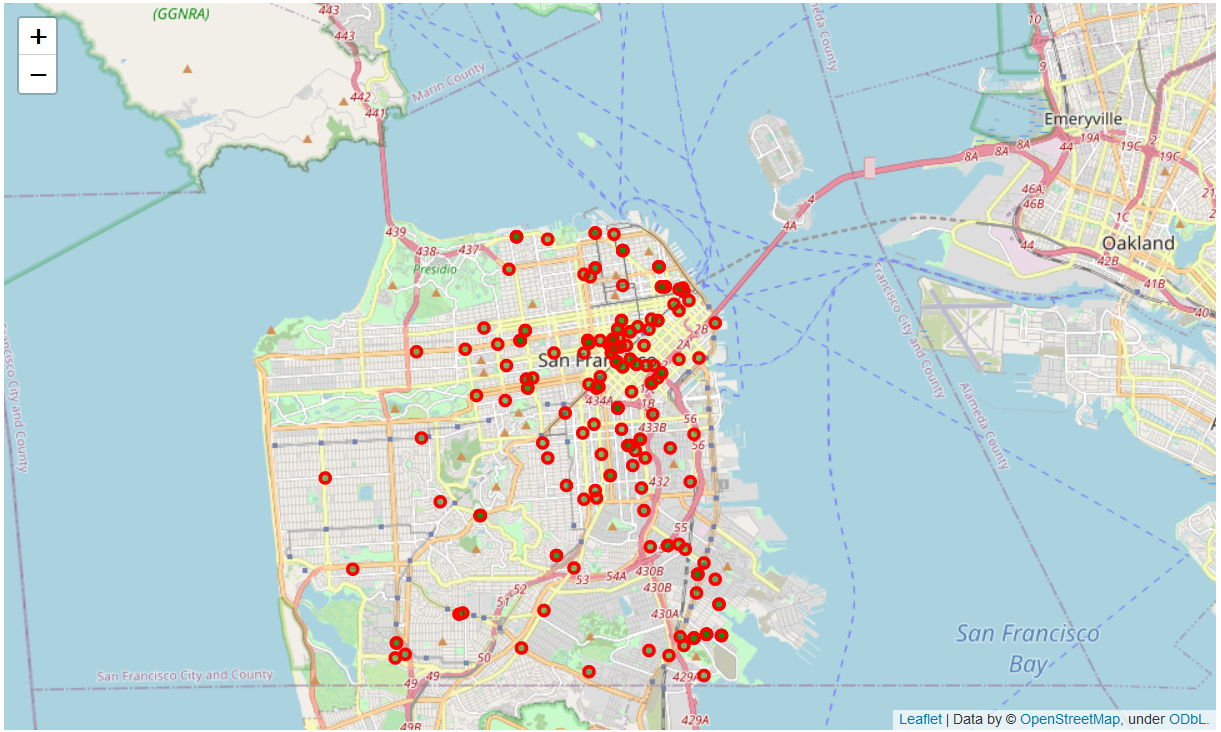 (GGNRA)
443
443
442
441
+
−
Marin County
Alameda County
10
9
Emeryville
44
19A
19C
2
19C
8A
8A
8A
46A;
46B
21
2
1C
44
Oakland
42B
41B
40
4
4A
439
438
437
Presidio
2B
2A
San Francisco
434A
1B
433B
56
56
432
55
430B
430B
430A
54A
53
52
51
50
49
49
49B
429A
429A
San Francisco City and County
San Francisco City and County
San Francisco City and County
Alameda County
San Francisco
Bay
Leaflet | Data by © OpenStreetMap, under ODbL.